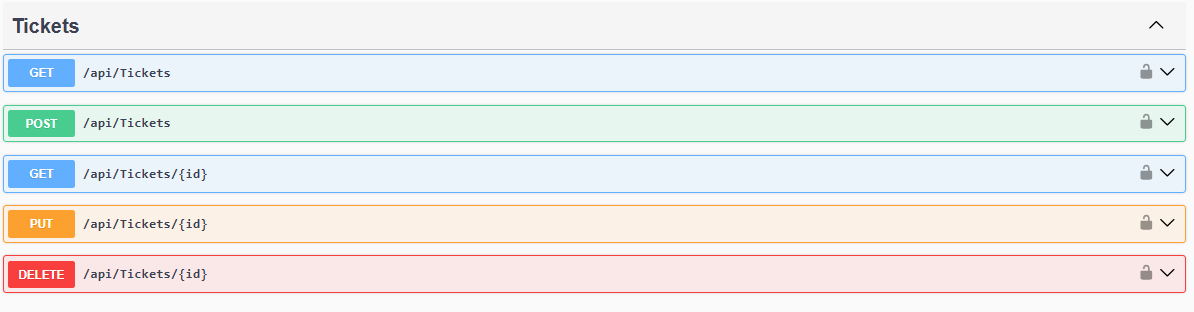 Tickets
GET /api/Tickets
POST /api/Tickets
GET /api/Tickets/{id}
PUT /api/Tickets/{id}
DELETE /api/Tickets/{id}